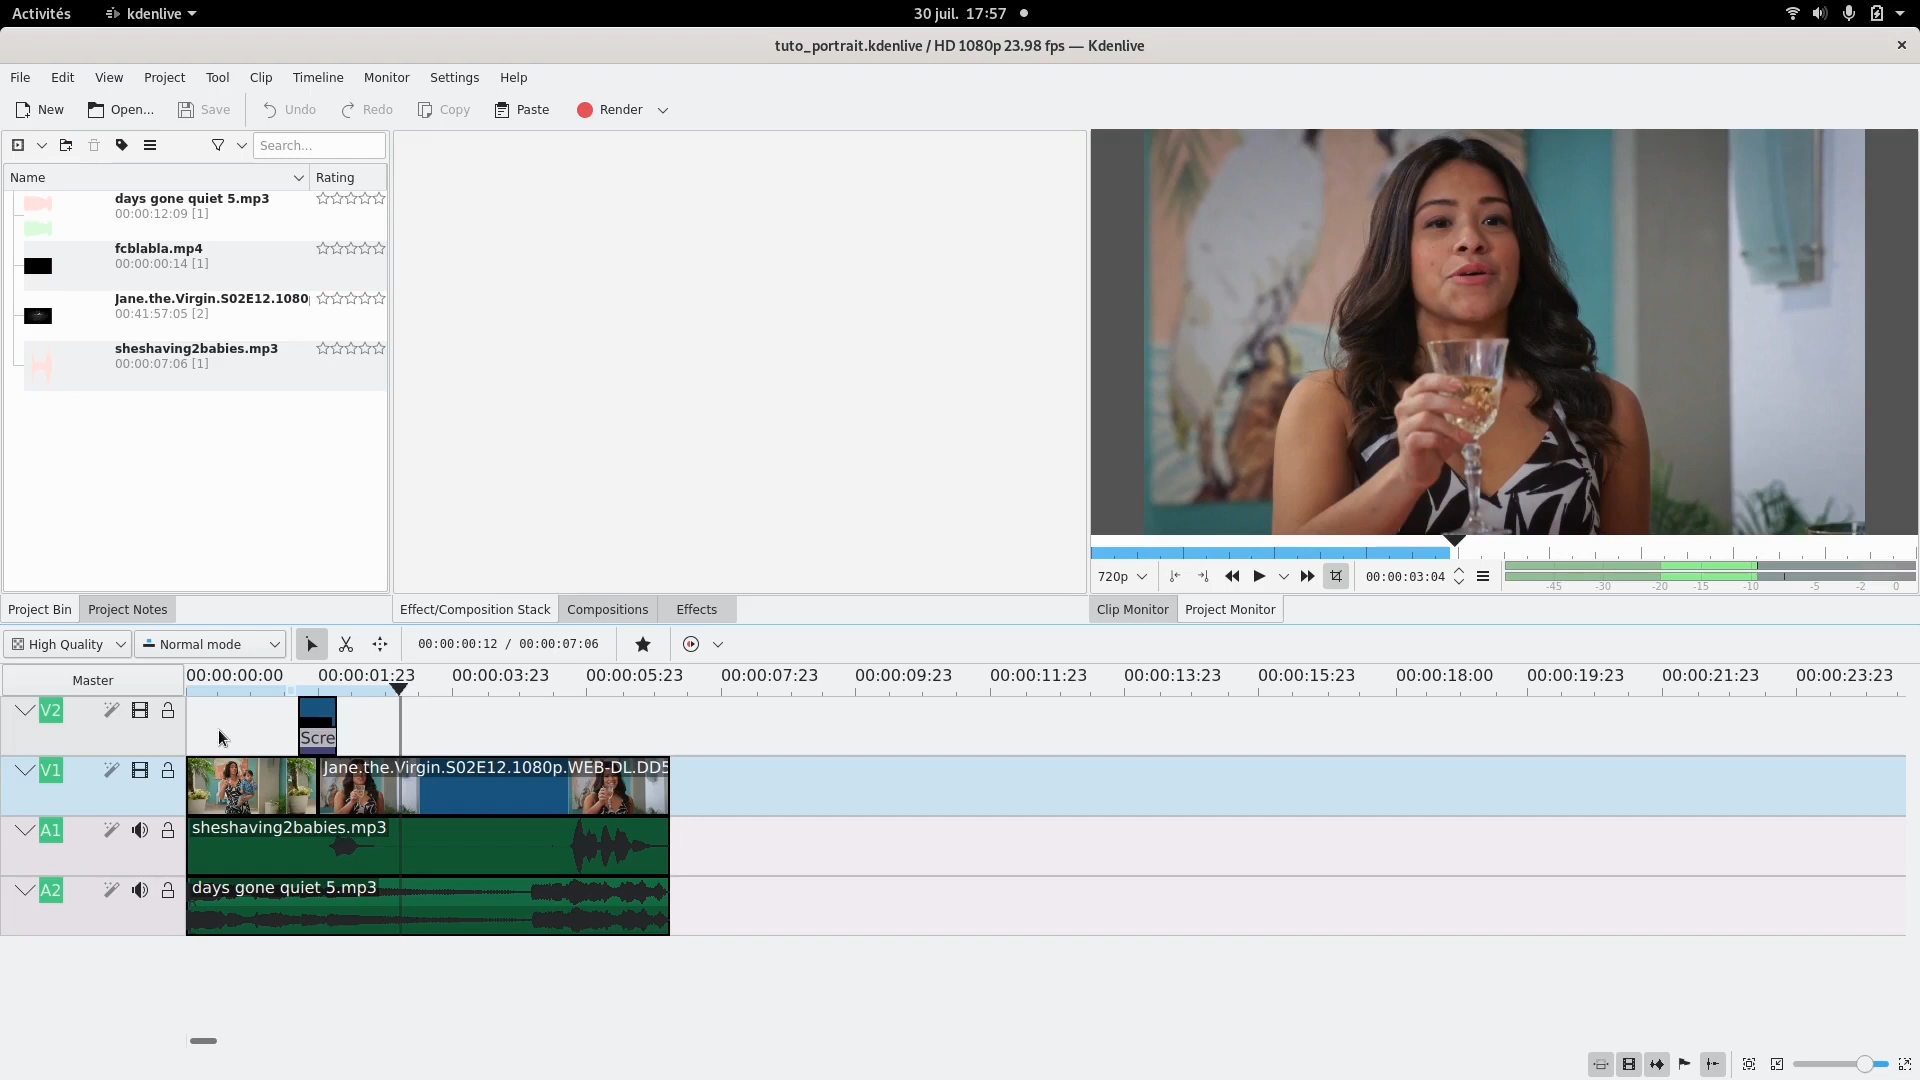 Activités kdenlive 30 juil. 17:57
tuto_portrait.kdenlive / HD 1080p 23.98 fps — Kdenlive
File Edit View Project Tool Clip Timeline Monitor Settings Help
New Open... Save Undo Redo Copy Paste Render
Search...
Name Rating
days gone quiet 5.mp3
00:00:12:09 [1]
fcblabla.mp4
00:00:00:14 [1]
Jane.the.Virgin.S02E12.1080
00:41:57:05 [2]
sheshaving2babies.mp3
00:00:07:06 [1]
720p 00:00:03:04
-45 -30 -20 -15 -10 -5 -2 0
Project Bin Project Notes Effect/Composition Stack Compositions Effects Clip Monitor Project Monitor
High Quality Normal mode 00:00:00:12 / 00:00:07:06
Master 00:00:00:00 00:00:01:23 00:00:03:23 00:00:05:23 00:00:07:23 00:00:09:23 00:00:11:23 00:00:13:23 00:00:15:23 00:00:18:00 00:00:19:23 00:00:21:23 00:00:23:23
V2 Scre
V1 Jane.the.Virgin.S02E12.1080p.WEB-DL.DD5
A1 sheshaving2babies.mp3
A2 days gone quiet 5.mp3